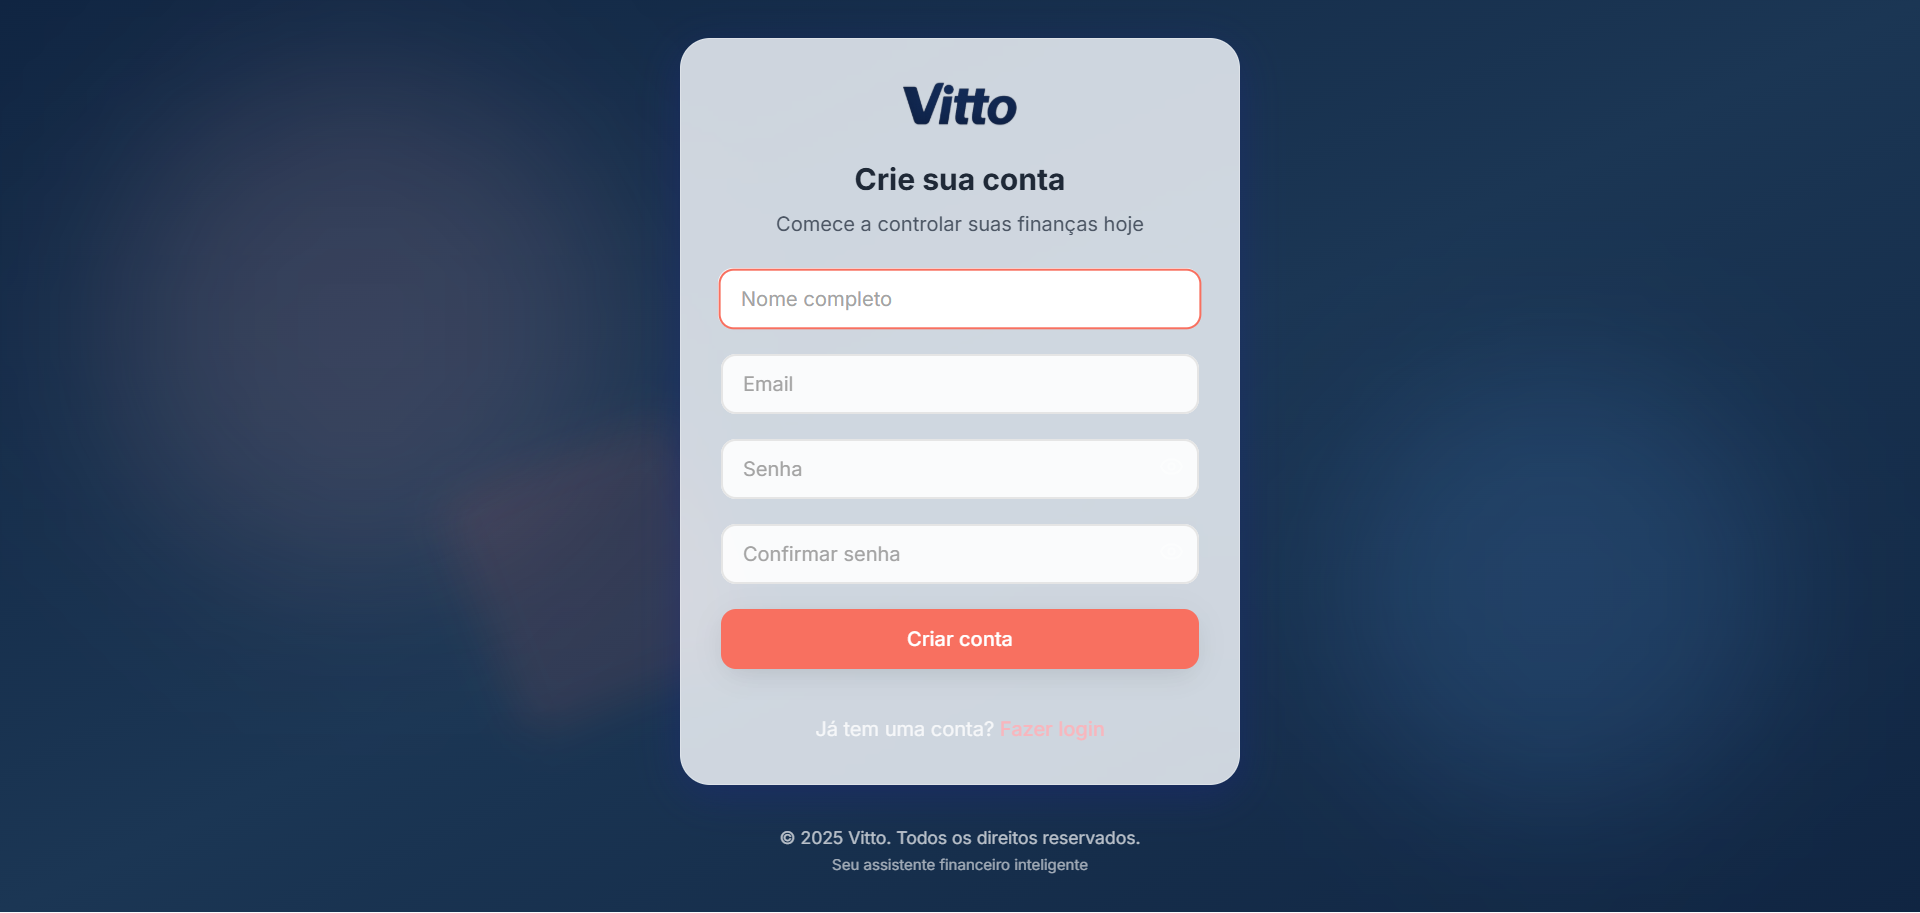 Vitto
Crie sua conta
Comece a controlar suas finanças hoje
Nome completo
Email
Senha
Confirmar senha
Criar conta
Já tem uma conta? Fazer login
© 2025 Vitto. Todos os direitos reservados.
Seu assistente financeiro inteligente